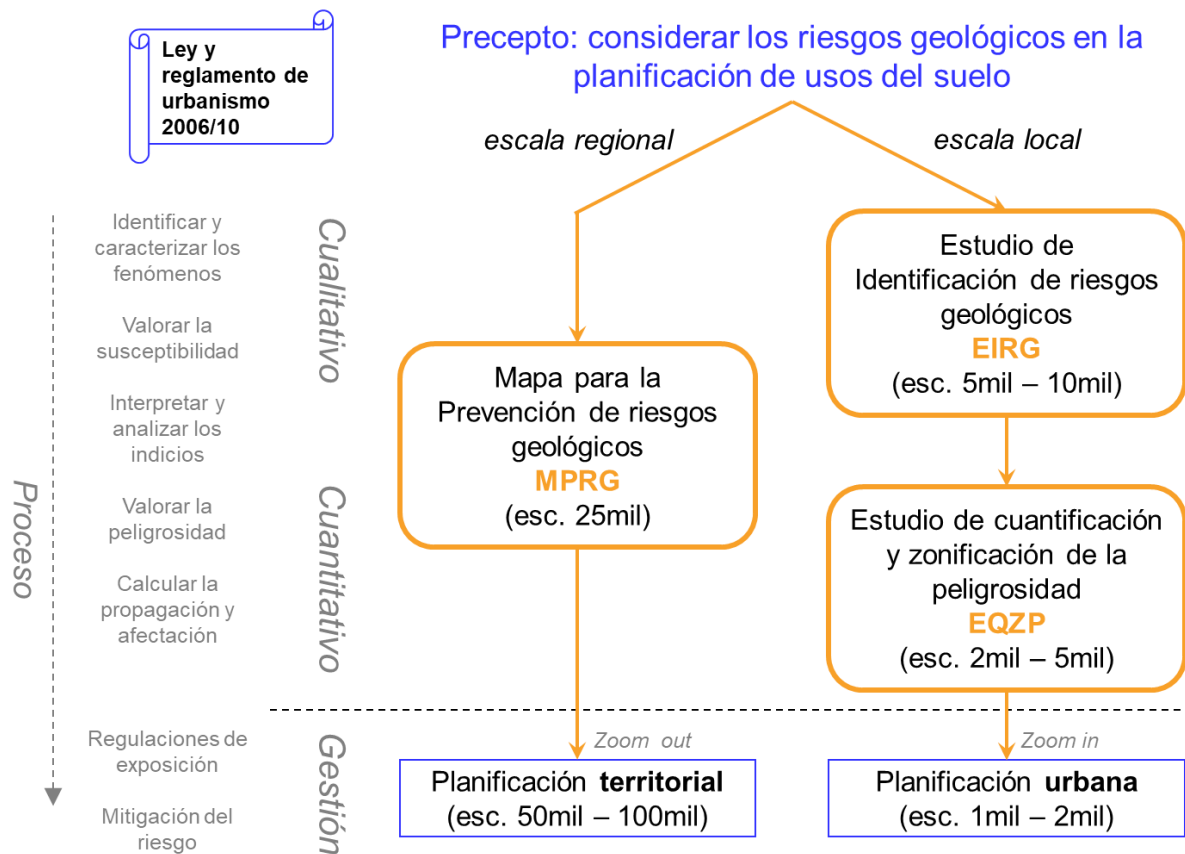 Ley y
reglamento de
urbanismo
2006/10
Precepto: considerar los riesgos geológicos en la
planificación de usos del suelo
escala regional
escala local
Proceso
Identificar y
caracterizar los
fenómenos
Valorar la
susceptibilidad
Interpretar y
analizar los
indicios
Valorar la
peligrosidad
Calcular la
propagación y
afectación
Regulaciones de
exposición
Mitigación del
riesgo
Cualitativo
Cuantitativo
Gestión
Mapa para la
Prevención de riesgos
geológicos
MPRG
(esc. 25mil)
Zoom out
Planificación territorial
(esc. 50mil – 100mil)
Estudio de
Identificación de riesgos
geológicos
EIRG
(esc. 5mil – 10mil)
Estudio de cuantificación
y zonificación de la
peligrosidad
EQZP
(esc. 2mil – 5mil)
Zoom in
Planificación urbana
(esc. 1mil – 2mil)